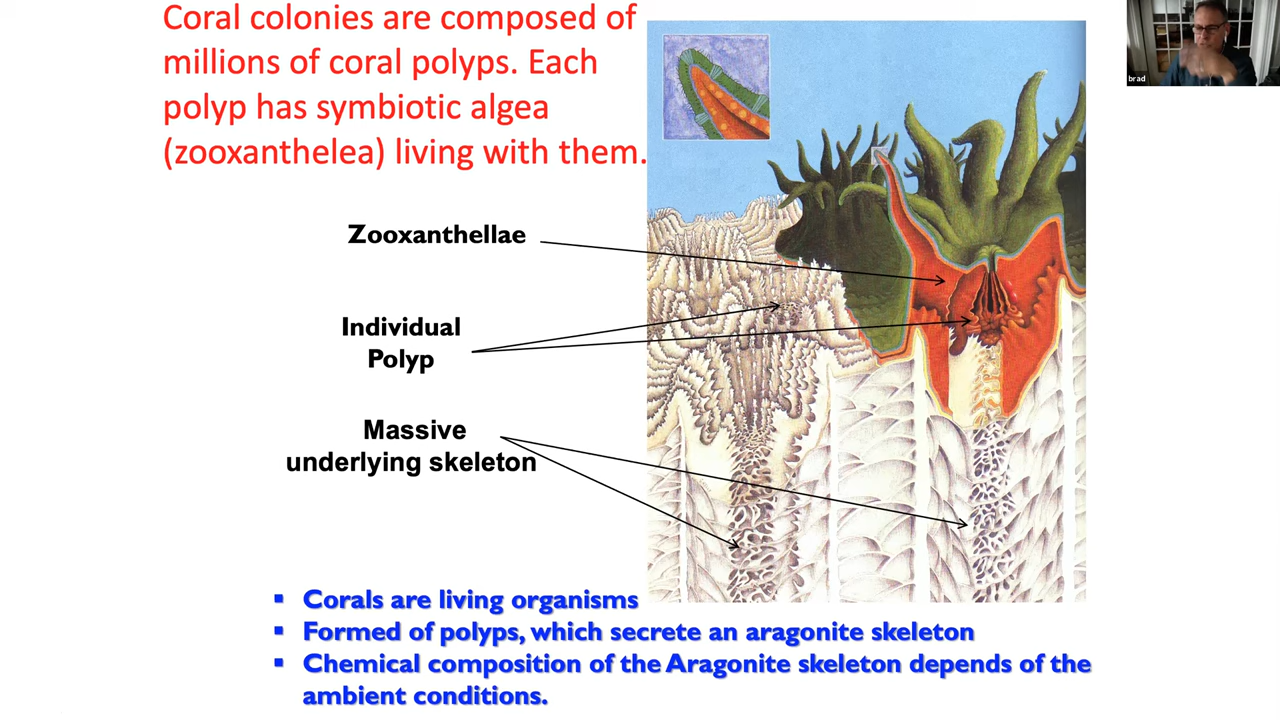 Coral colonies are composed of
millions of coral polyps. Each
polyp has symbiotic algea
(zooxanthelea) living with them.
brad
Zooxanthellae
Individual
Polyp
Massive
underlying skeleton
▪ Corals are living organisms
▪ Formed of polyps, which secrete an aragonite skeleton
▪ Chemical composition of the Aragonite skeleton depends of the
ambient conditions.